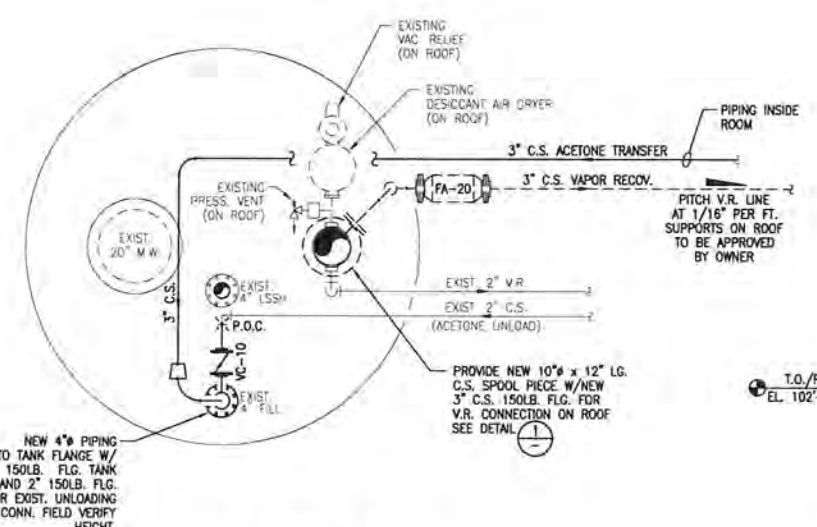 EXISTING
VAC RELIEF
(ON ROOF)
EXISTING
DESICCANT AIR DRYER
(ON ROOF)
PIPING INSIDE
ROOM
3" C.S. ACETONE TRANSFER
FA-20
3" C.S. VAPOR RECOV.
EXISTING
PRESS. VENT
(ON ROOF)
PITCH V.R. LINE
AT 1/16" PER FT.
SUPPORTS ON ROOF
TO BE APPROVED
BY OWNER
EXIST.
20" M.W.
3" C.S.
EXIST.
4" LSSH
EXIST. 2" V.R.
EXIST. 2" C.S.
(ACETONE UNLOAD)
P.O.C.
VC-10
EXIST.
4" FILL
PROVIDE NEW 10"ø x 12" LG.
C.S. SPOOL PIECE W/NEW
3" C.S. 150LB. FLG. FOR
V.R. CONNECTION ON ROOF
SEE DETAIL 1
-
T.O./F
EL. 102'-
NEW 4"ø PIPING
TO TANK FLANGE W/
150LB. FLG. TANK
AND 2" 150LB. FLG.
R EXIST. UNLOADING
CONN. FIELD VERIFY
HEIGHT.